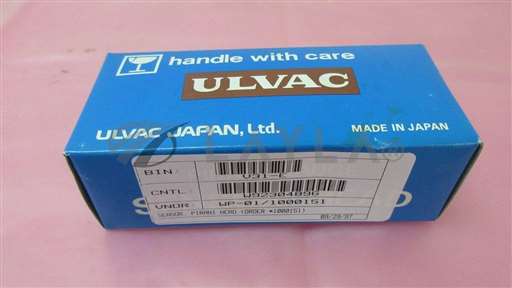 handle with care
ULVAC
ULVAC JAPAN, Ltd.
MADE IN JAPAN
BIN: V31-E
CNTL
VNDR: WP-01/1000151
SENSOR, PIRANI HEAD (ORDER *1000151)